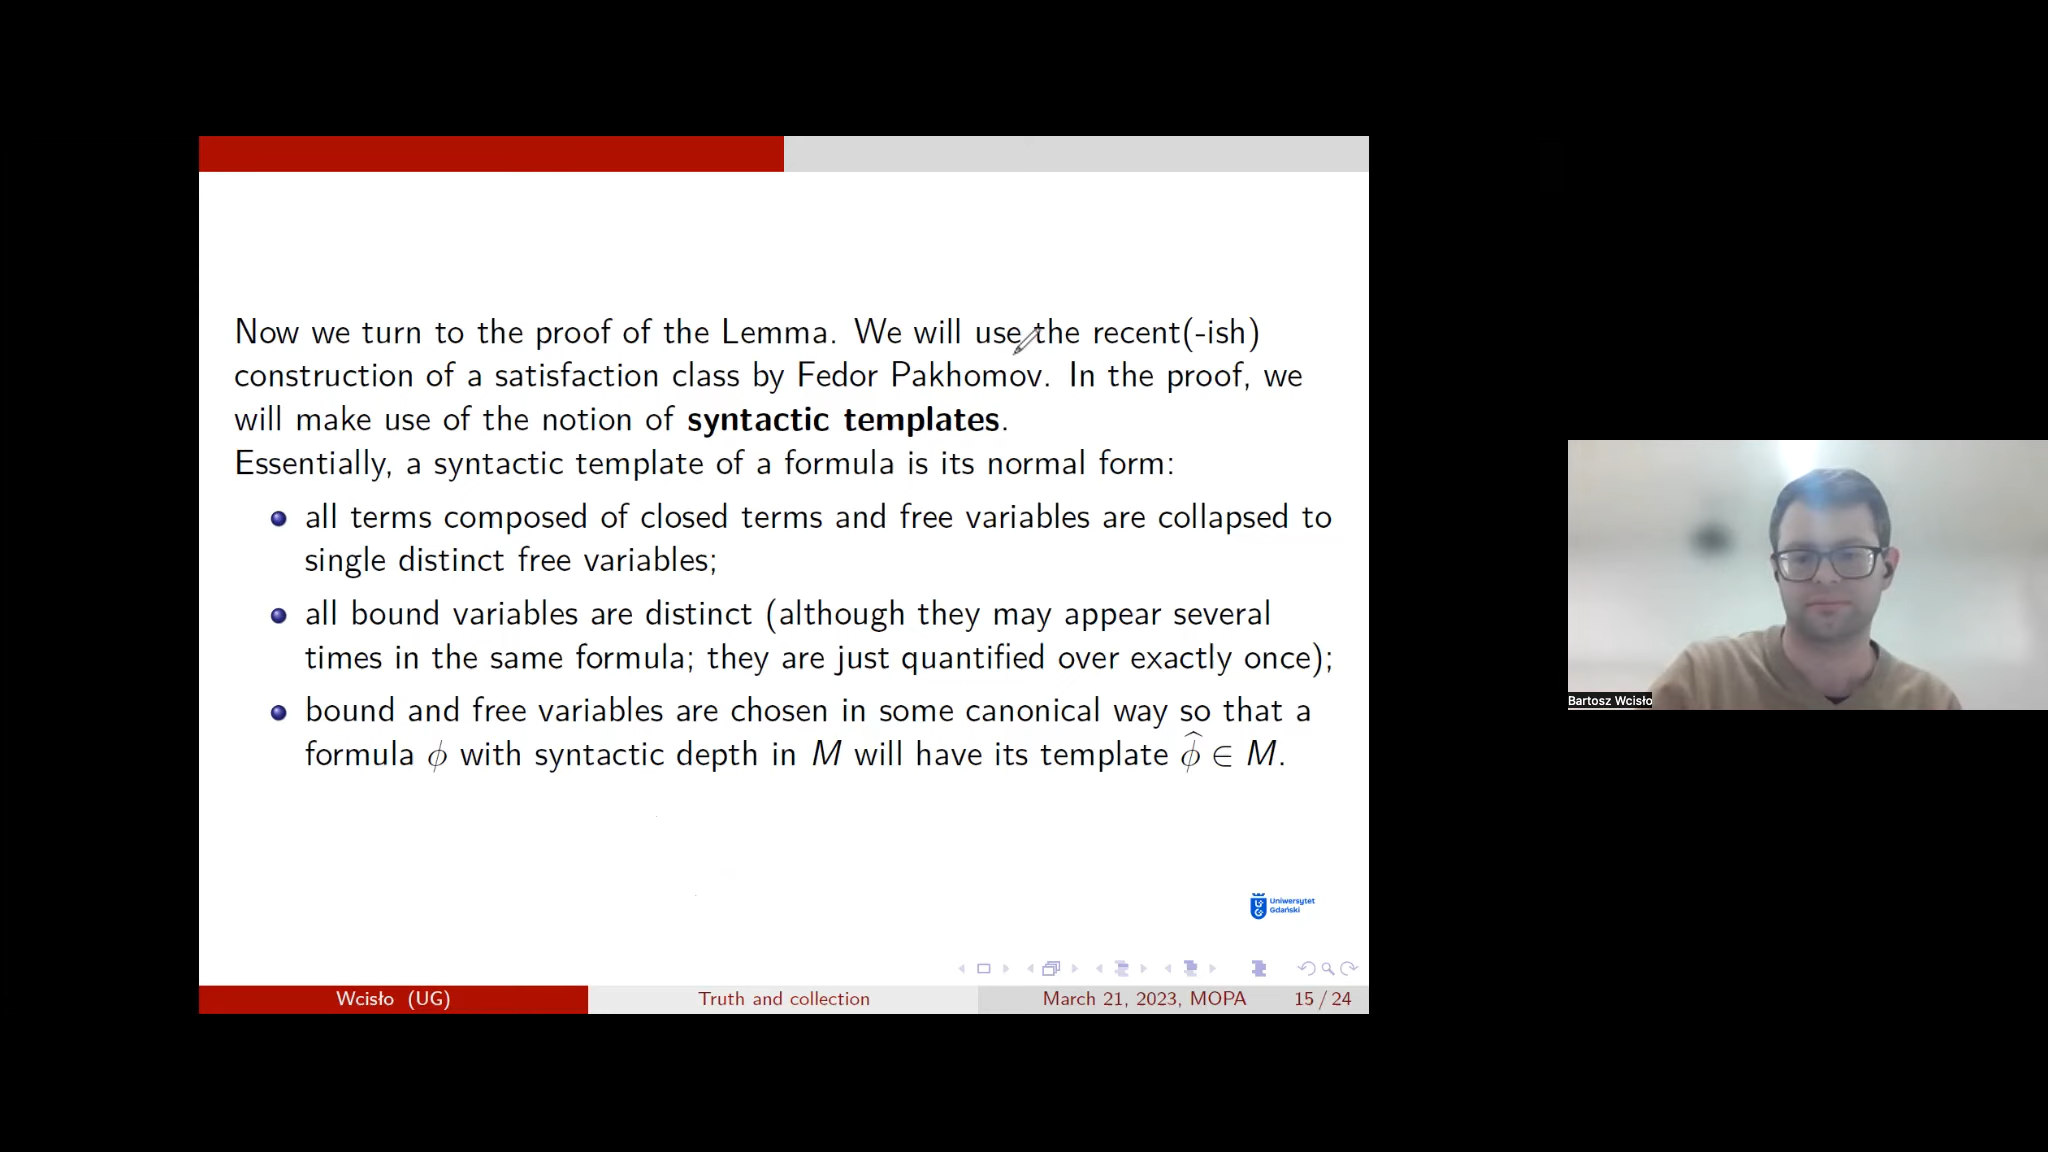 Now we turn to the proof of the Lemma. We will use the recent(-ish)
construction of a satisfaction class by Fedor Pakhomov. In the proof, we
will make use of the notion of syntactic templates.
Essentially, a syntactic template of a formula is its normal form:
all terms composed of closed terms and free variables are collapsed to
single distinct free variables;
all bound variables are distinct (although they may appear several
times in the same formula; they are just quantified over exactly once);
bound and free variables are chosen in some canonical way so that a
formula ϕ with syntactic depth in M will have its template ϕ̂ ∈ M.
Uniwersytet
Gdański
Wcisło (UG)
Truth and collection
March 21, 2023, MOPA
15 / 24
Bartosz Wcisło